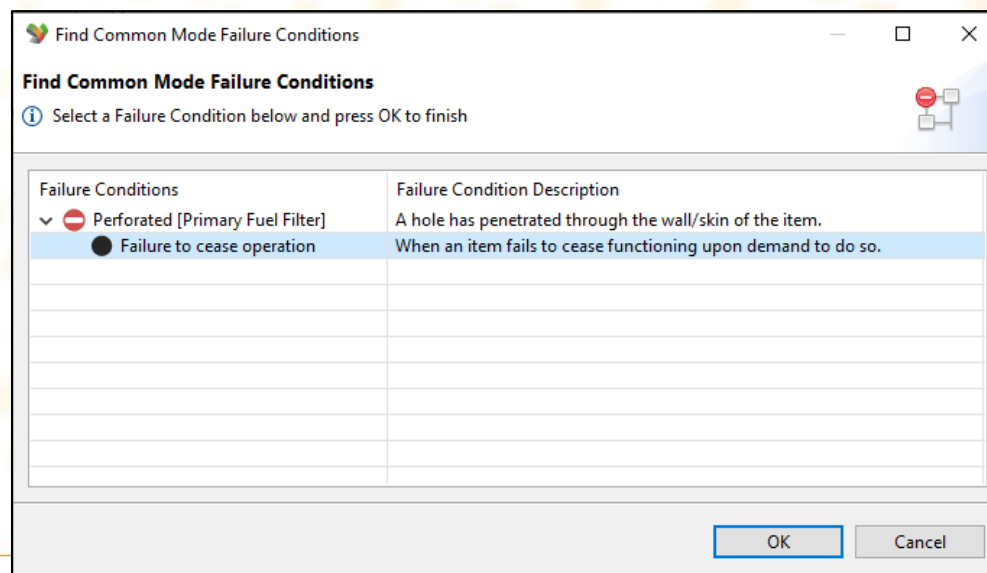 Find Common Mode Failure Conditions
Find Common Mode Failure Conditions
Select a Failure Condition below and press OK to finish
Failure Conditions Failure Condition Description
Perforated [Primary Fuel Filter] A hole has penetrated through the wall/skin of the item.
Failure to cease operation When an item fails to cease functioning upon demand to do so.
OK Cancel